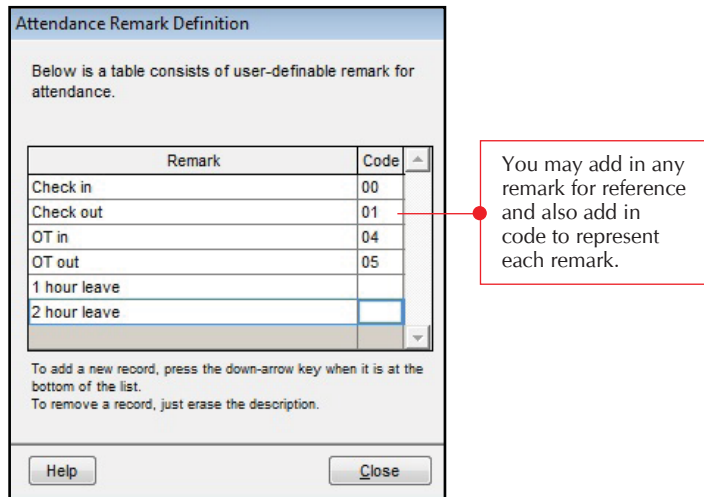 Attendance Remark Definition
Below is a table consists of user-definable remark for
attendance.
Remark Code
Check in 00
Check out 01
OT in 04
OT out 05
1 hour leave
2 hour leave
To add a new record, press the down-arrow key when it is at the
bottom of the list.
To remove a record, just erase the description.
Help Close
You may add in any
remark for reference
and also add in
code to represent
each remark.